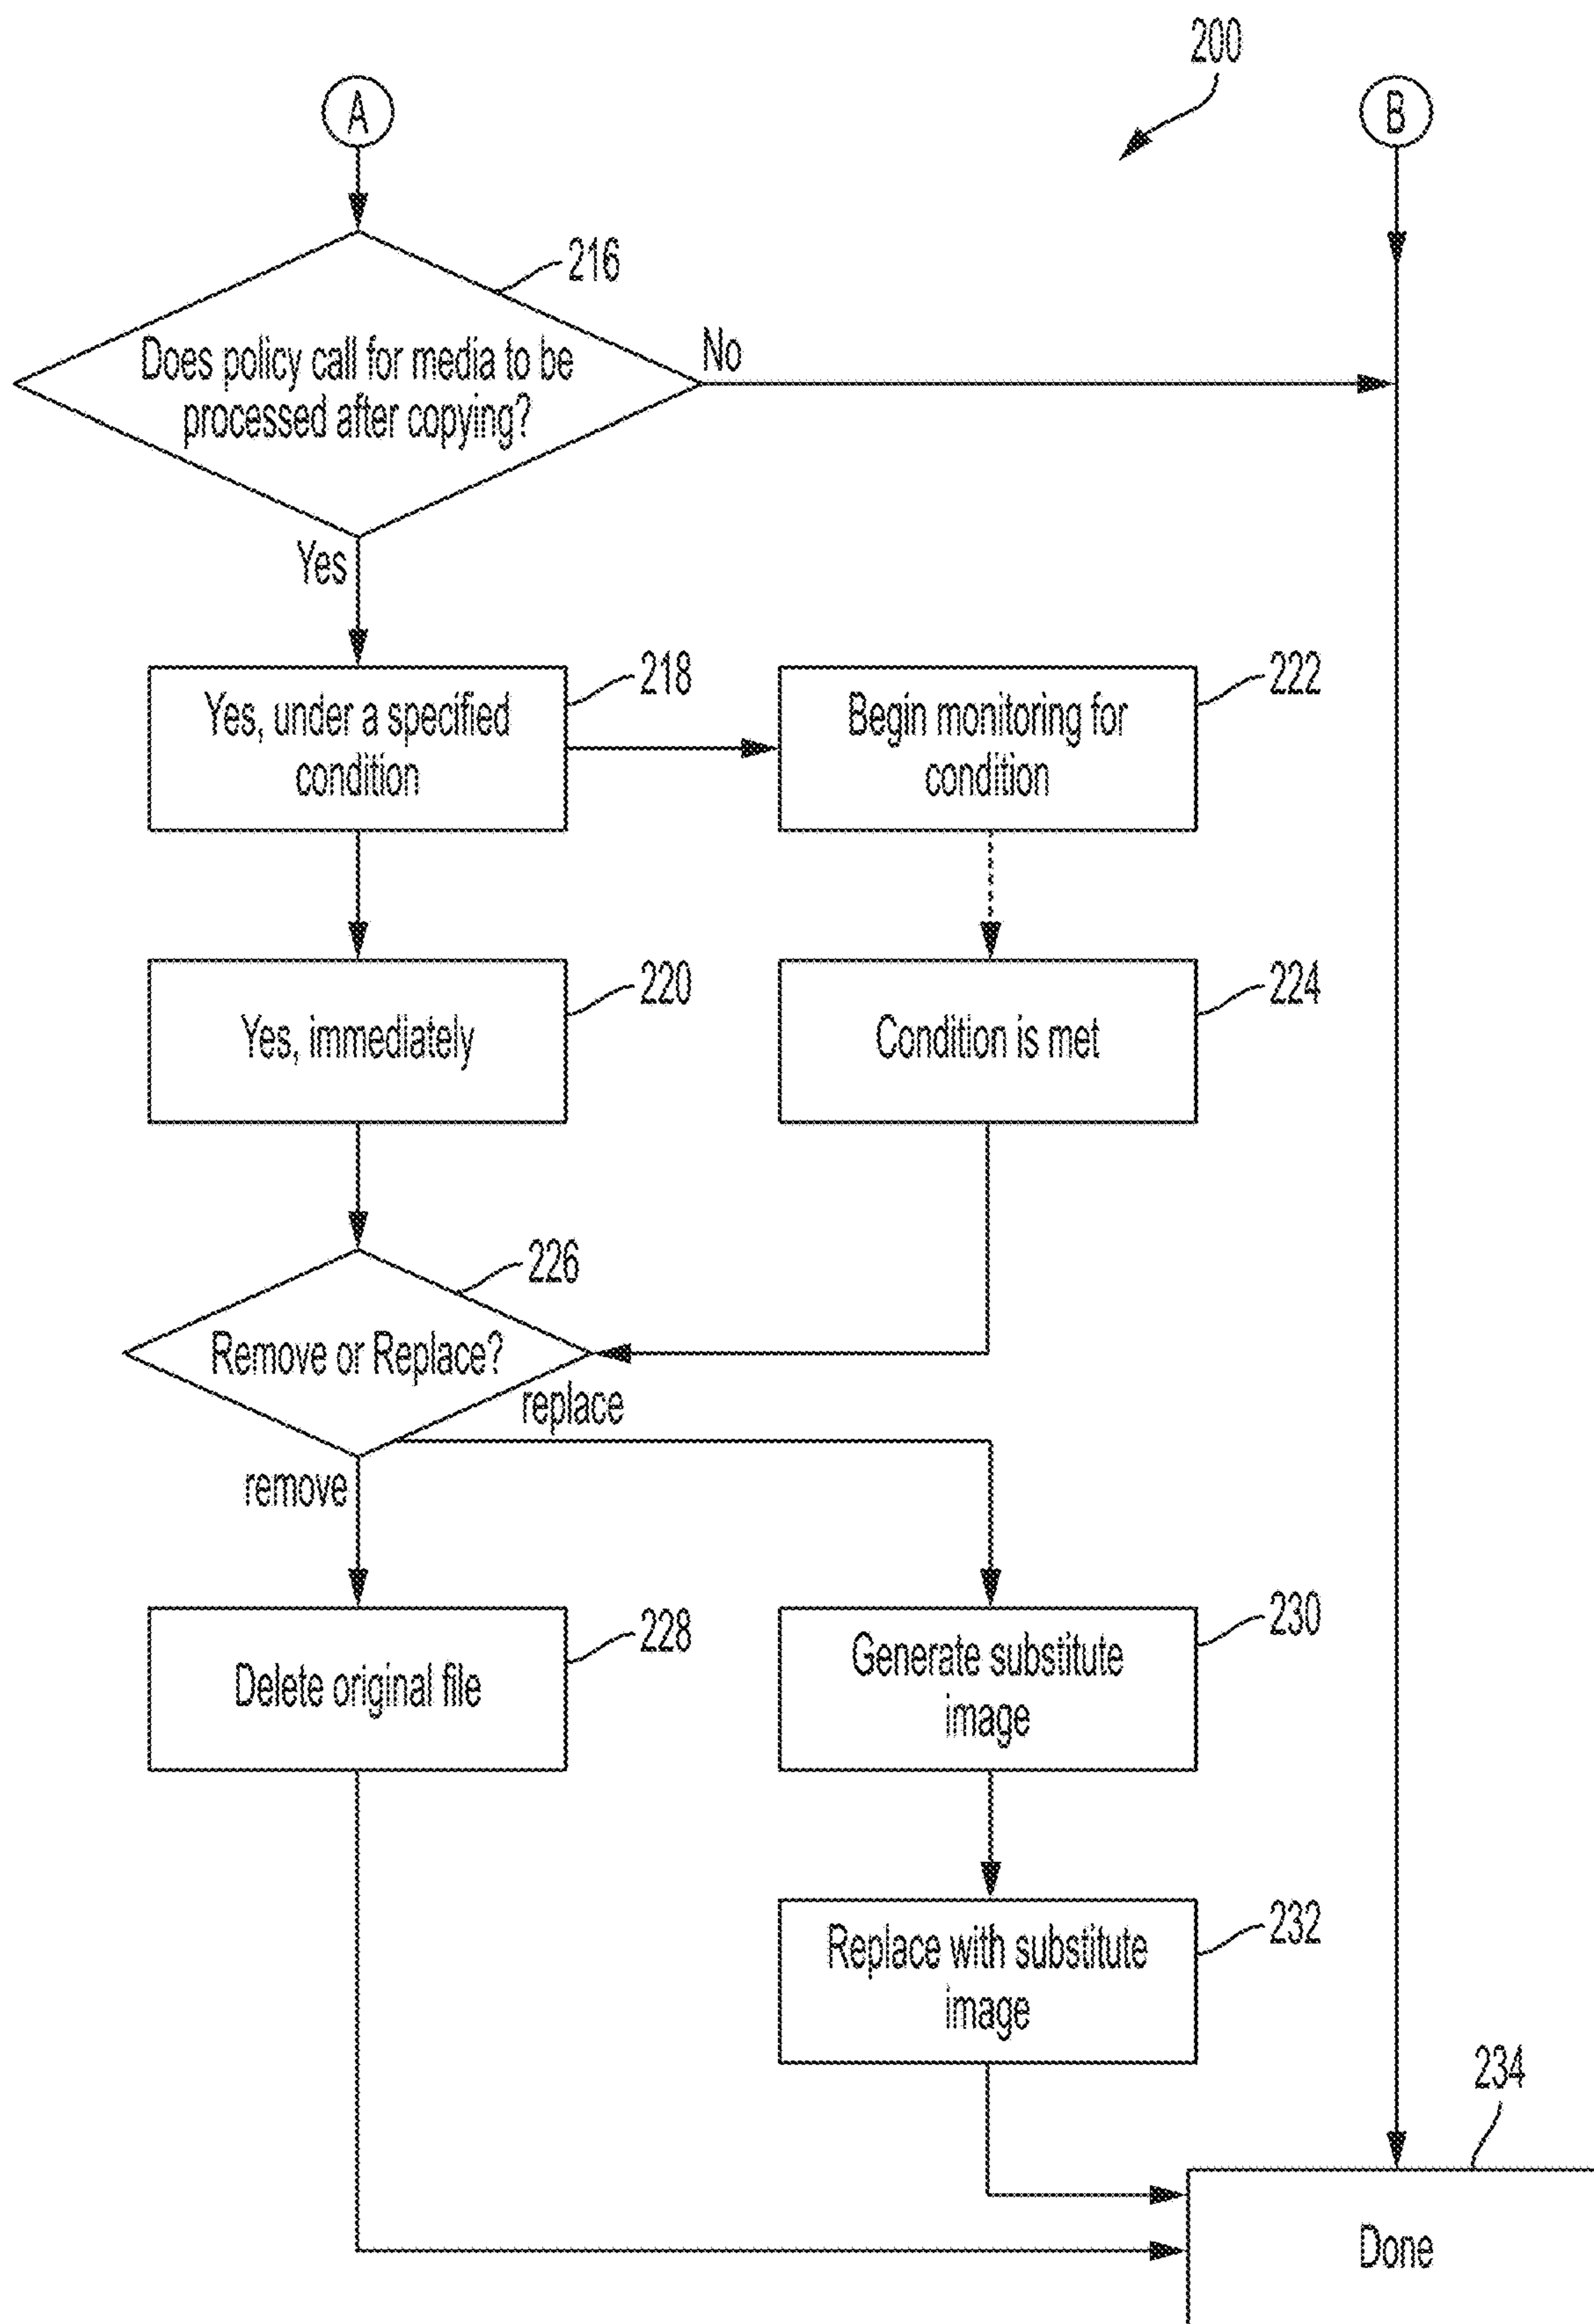 200
A
B
216
Does policy call for media to be
processed after copying?
No
Yes
218
Yes, under a specified
condition
222
Begin monitoring for
condition
220
Yes, immediately
224
Condition is met
226
Remove or Replace?
replace
remove
228
Delete original file
230
Generate substitute
image
232
Replace with substitute
image
234
Done